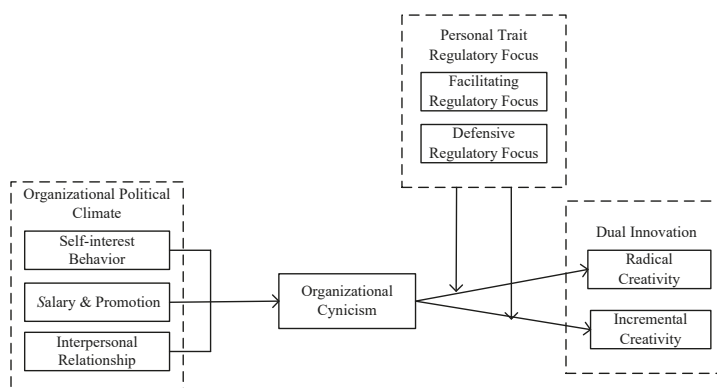 Personal Trait
Regulatory Focus
Facilitating
Regulatory Focus
Defensive
Regulatory Focus
Organizational Political
Climate
Self-interest
Behavior
Salary & Promotion
Interpersonal
Relationship
Organizational
Cynicism
Dual Innovation
Radical
Creativity
Incremental
Creativity